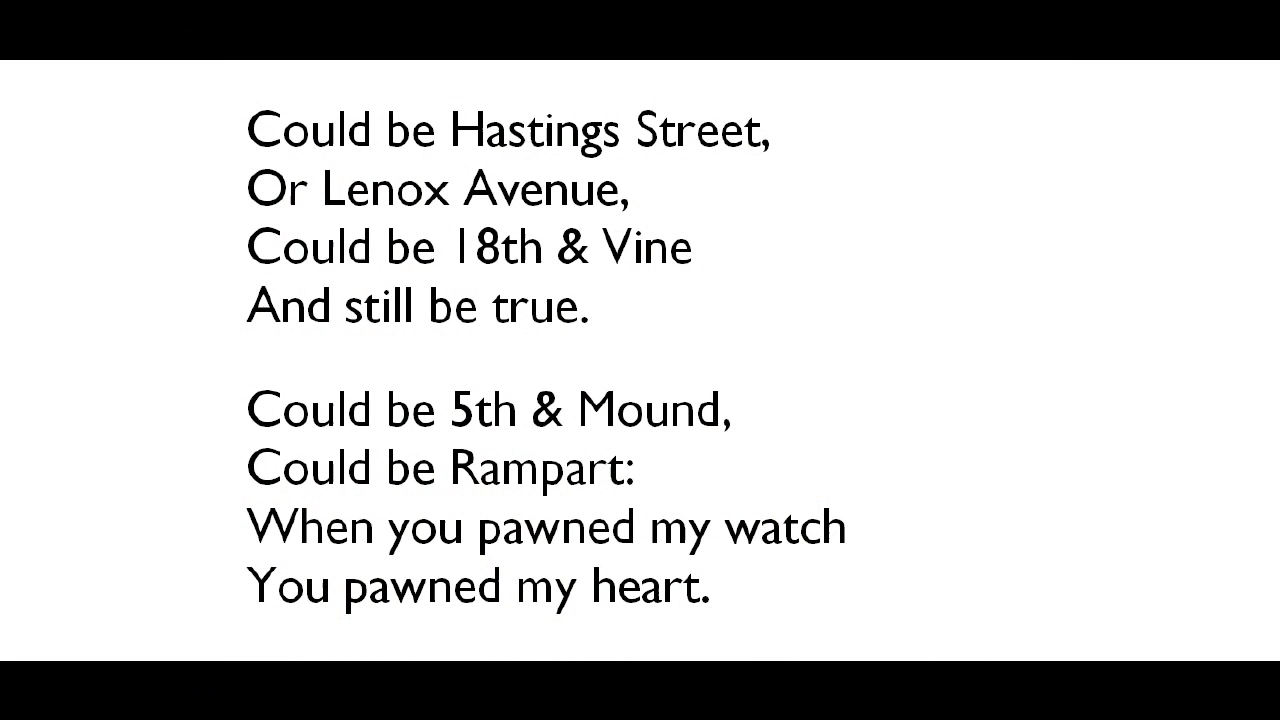 Could be Hastings Street,
Or Lenox Avenue,
Could be 18th & Vine
And still be true.
Could be 5th & Mound,
Could be Rampart:
When you pawned my watch
You pawned my heart.